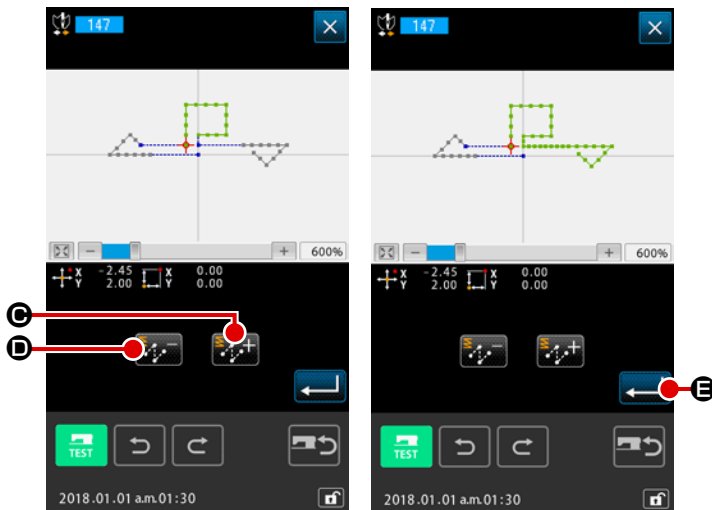 147
600%
X -2.45 X 0.00
Y 2.00 Y 0.00
C
D
M −
M +
TEST
2018.01.01 a.m.01:30
147
600%
X -2.45 X 0.00
Y 2.00 Y 0.00
M −
M +
E
TEST
2018.01.01 a.m.01:30